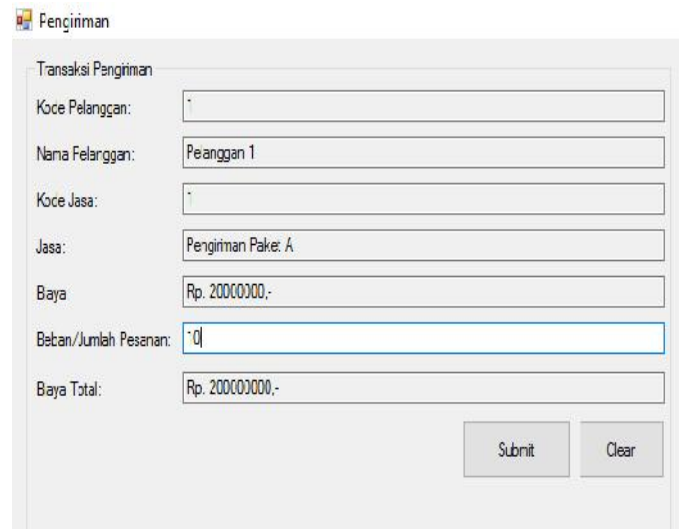 Pengiriman
Transaksi Pengiriman
Kode Pelanggan: 1
Nama Pelanggan: Pelanggan 1
Kode Jasa: 1
Jasa: Pengiriman Paket A
Biaya Rp. 20000000,-
Beban/Jumlah Pesanan: 10
Biaya Total: Rp. 200000000,-
Submit Clear